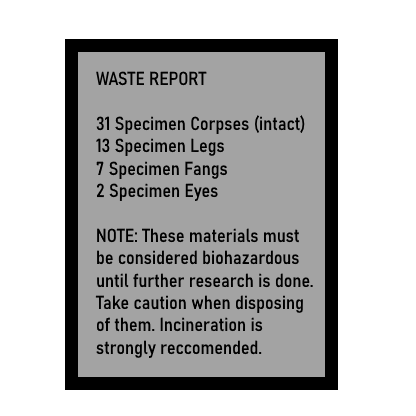 WASTE REPORT
31 Specimen Corpses (intact)
13 Specimen Legs
7 Specimen Fangs
2 Specimen Eyes
NOTE: These materials must
be considered biohazardous
until further research is done.
Take caution when disposing
of them. Incineration is
strongly reccomended.